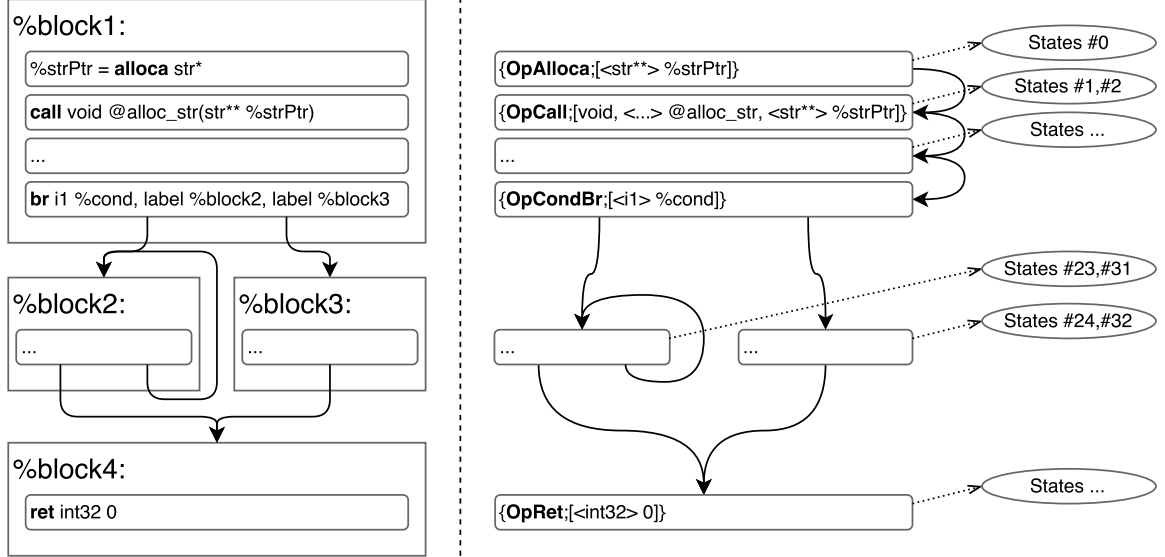 %block1:
%strPtr = alloca str*
call void @alloc_str(str** %strPtr)
...
br i1 %cond, label %block2, label %block3
%block2:
...
%block3:
...
%block4:
ret int32 0
{OpAlloca;[<str**> %strPtr]}
{OpCall;[void, <...> @alloc_str, <str**> %strPtr]}
...
{OpCondBr;[<i1> %cond]}
...
...
{OpRet;[<int32> 0]}
States #0
States #1,#2
States ...
States #23,#31
States #24,#32
States ...